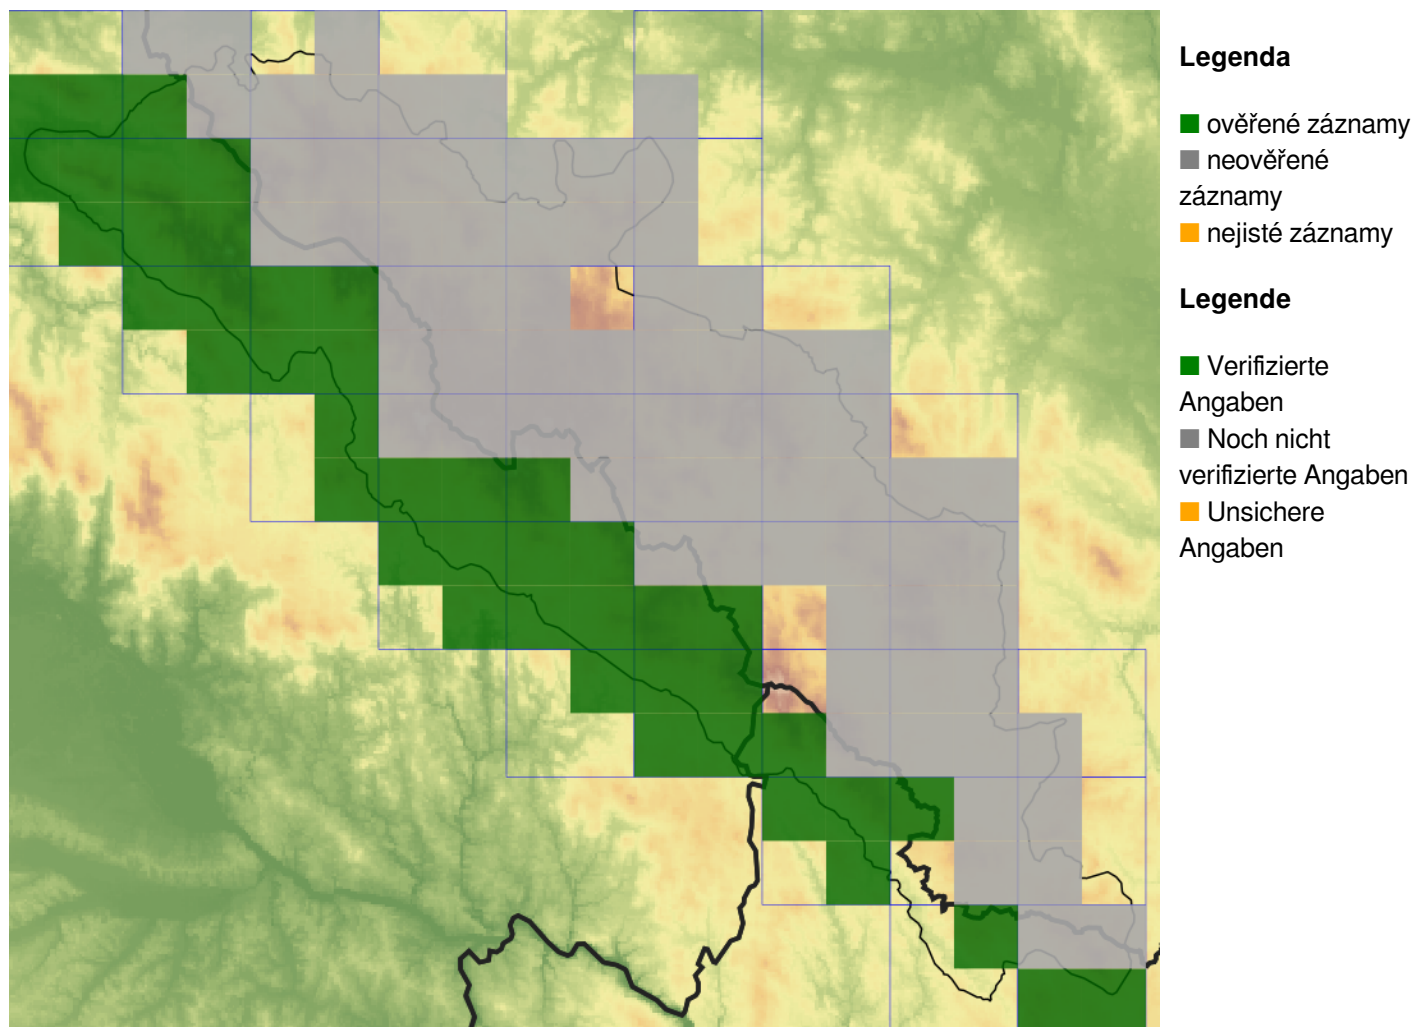 Legenda
ověřené záznamy
neověřené
záznamy
nejisté záznamy
Legende
Verifizierte
Angaben
Noch nicht
verifizierte Angaben
Unsichere
Angaben